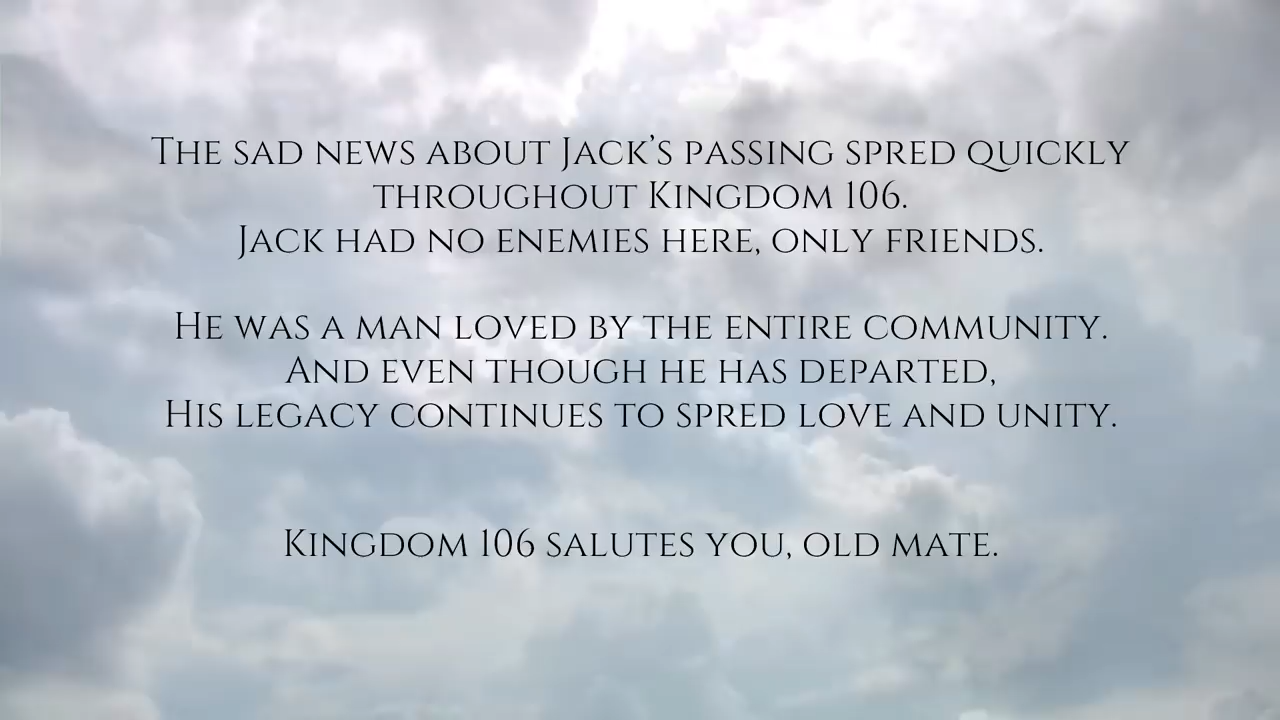 The sad news about Jack’s passing spred quickly
throughout Kingdom 106.
Jack had no enemies here, only friends.
He was a man loved by the entire community.
And even though he has departed,
His legacy continues to spred love and unity.
Kingdom 106 salutes you, old mate.